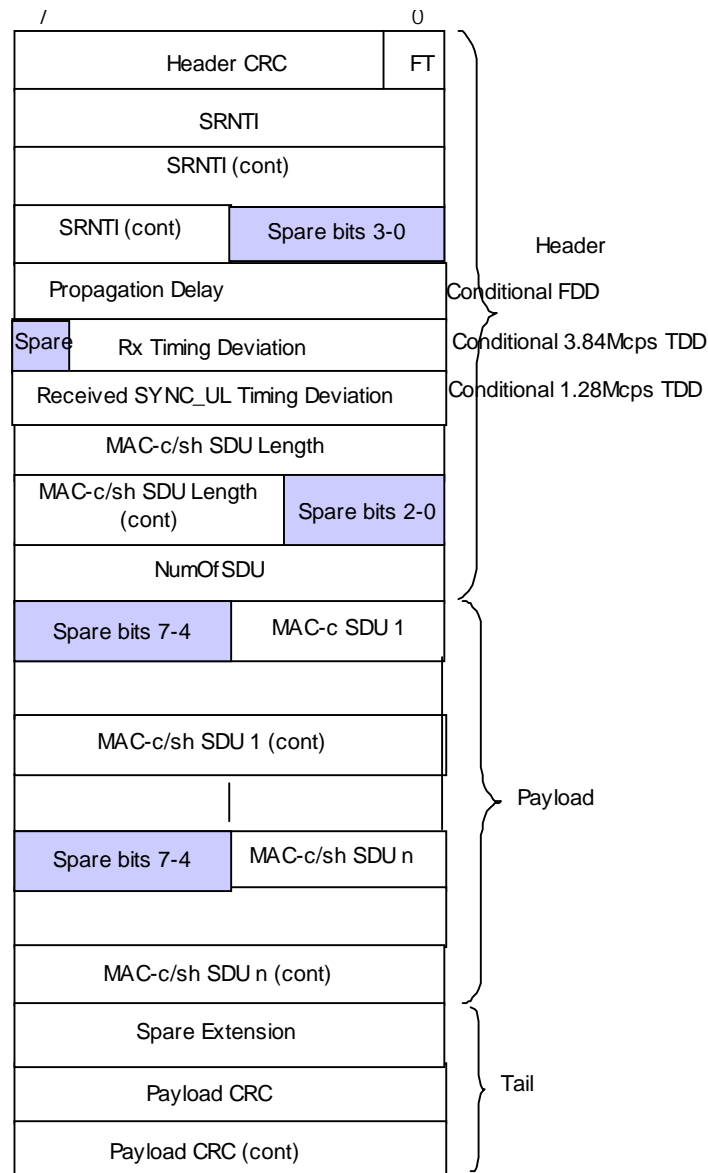 7 0
Header CRC FT
SRNTI
SRNTI (cont)
SRNTI (cont) Spare bits 3-0
Header
Propagation Delay Conditional FDD
Spare Rx Timing Deviation Conditional 3.84Mcps TDD
Received SYNC_UL Timing Deviation Conditional 1.28Mcps TDD
MAC-c/sh SDU Length
MAC-c/sh SDU Length
(cont) Spare bits 2-0
NumOfSDU
Spare bits 7-4 MAC-c SDU 1
MAC-c/sh SDU 1 (cont)
Payload
Spare bits 7-4 MAC-c/sh SDU n
MAC-c/sh SDU n (cont)
Spare Extension
Tail
Payload CRC
Payload CRC (cont)